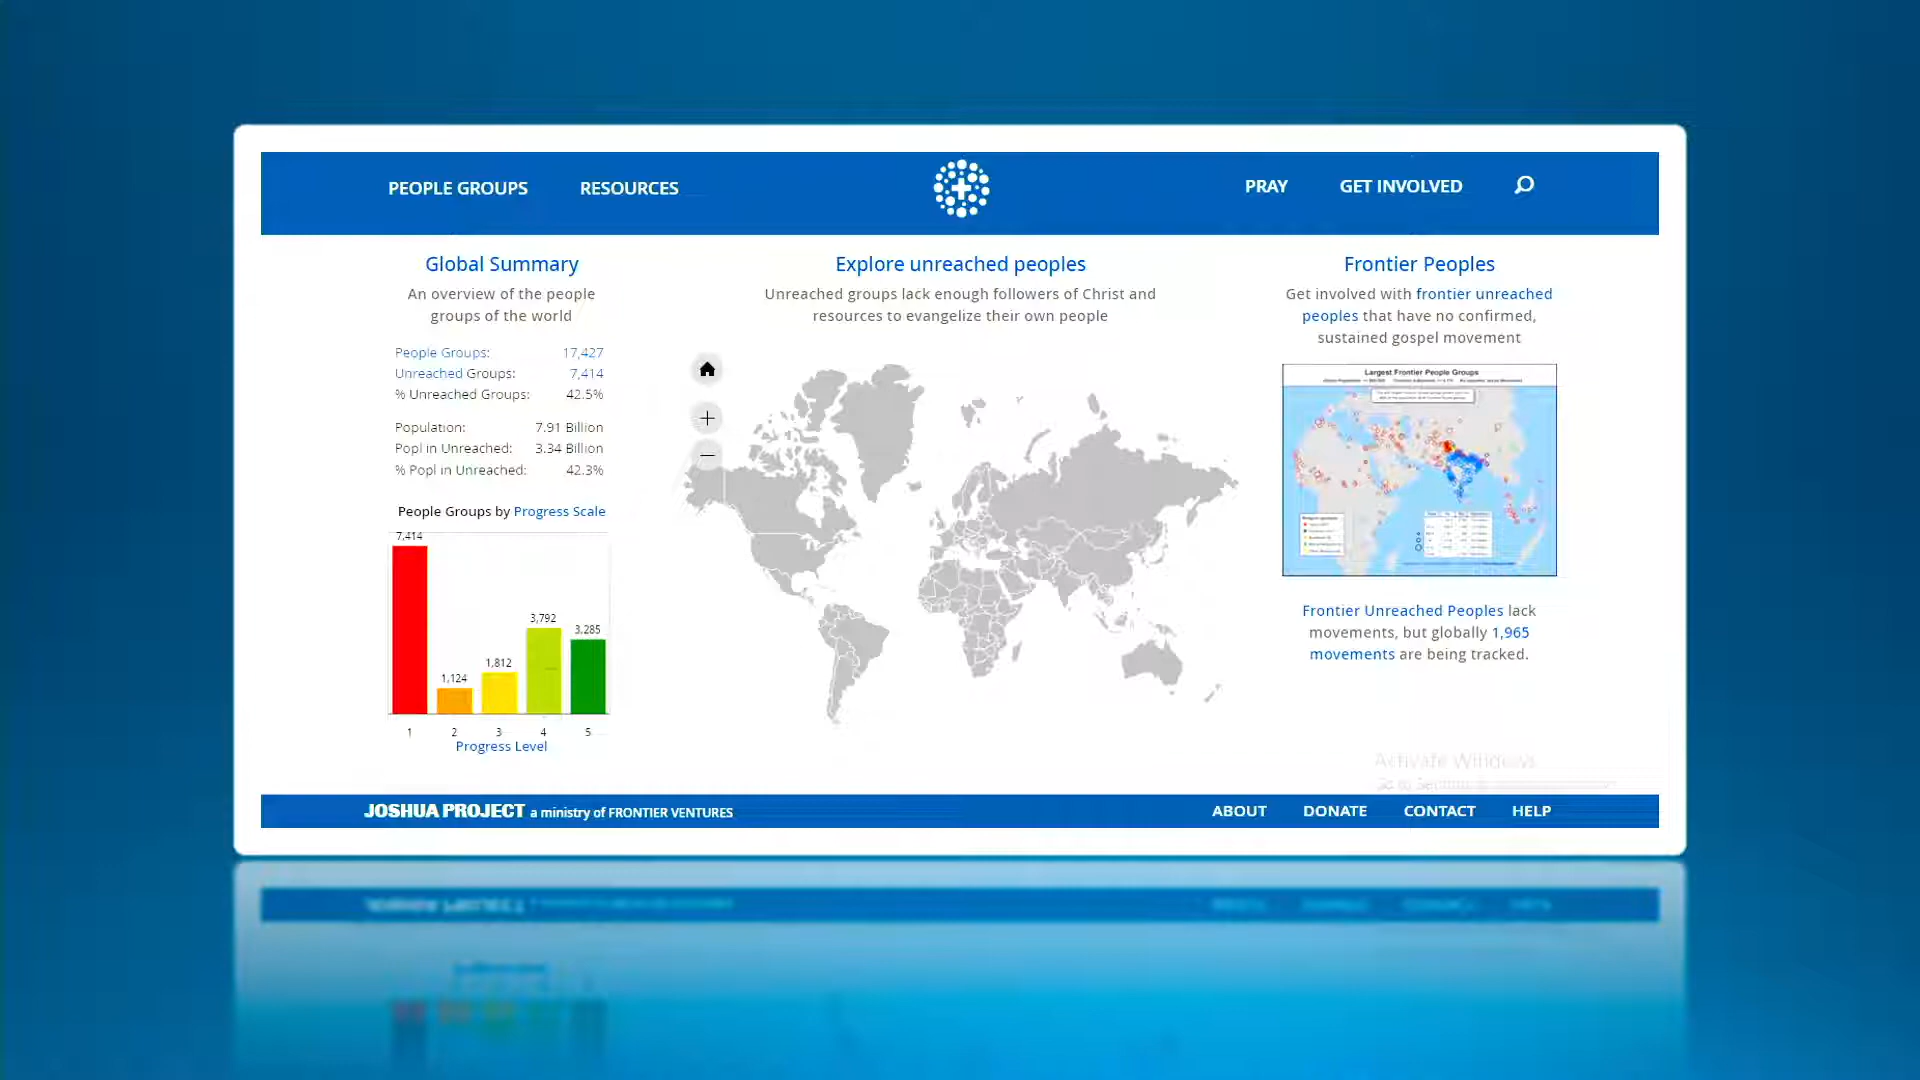 PEOPLE GROUPS
RESOURCES
PRAY
GET INVOLVED
Global Summary
An overview of the people
groups of the world
People Groups: 17,427
Unreached Groups: 7,414
% Unreached Groups: 42.5%
Population: 7.91 Billion
Popl in Unreached: 3.34 Billion
% Popl in Unreached: 42.3%
People Groups by Progress Scale
7,414
1,124
1,812
3,792
3,285
1 2 3 4 5
Progress Level
Explore unreached peoples
Unreached groups lack enough followers of Christ and
resources to evangelize their own people
Frontier Peoples
Get involved with frontier unreached
peoples that have no confirmed,
sustained gospel movement
Largest Frontier People Groups
Frontier Unreached Peoples lack
movements, but globally 1,965
movements are being tracked.
Activate Windows
JOSHUA PROJECT a ministry of FRONTIER VENTURES
ABOUT
DONATE
CONTACT
HELP